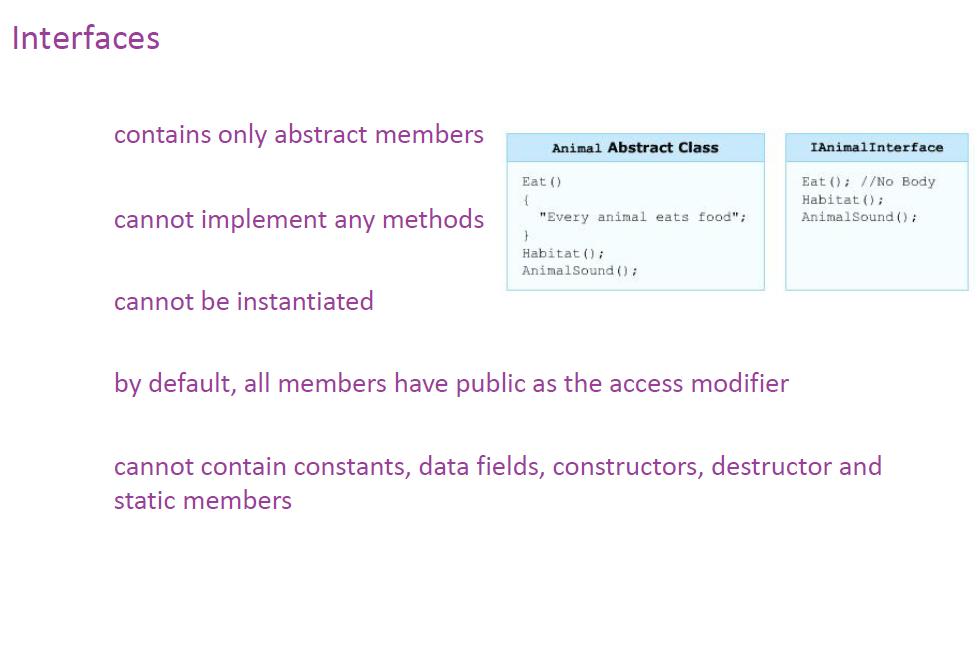 Interfaces
contains only abstract members
cannot implement any methods
cannot be instantiated
by default, all members have public as the access modifier
cannot contain constants, data fields, constructors, destructor and
static members
Animal Abstract Class
Eat()
{
"Every animal eats food";
}
Habitat();
AnimalSound();
IAnimalInterface
Eat(); //No Body
Habitat();
AnimalSound();